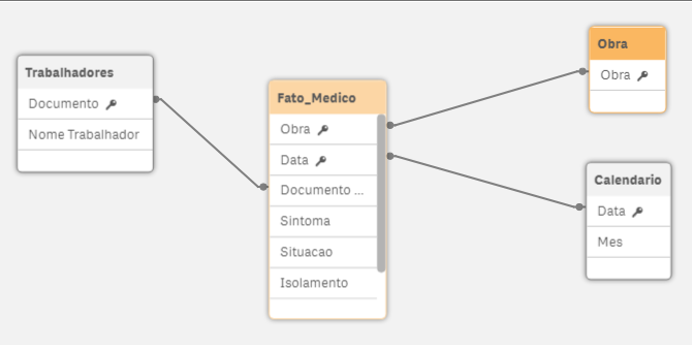 Trabalhadores
Documento
Nome Trabalhador
Fato_Medico
Obra
Data
Documento ...
Sintoma
Situacao
Isolamento
Obra
Obra
Calendario
Data
Mes